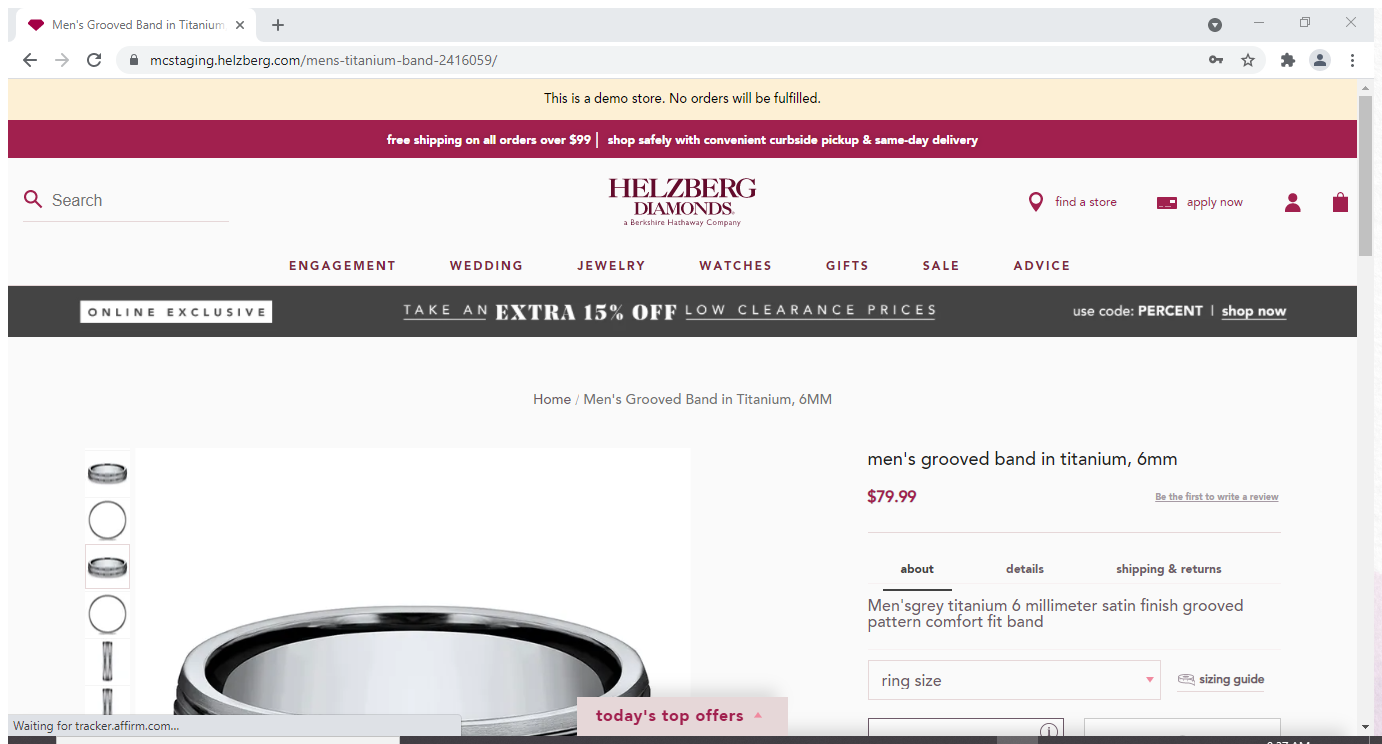 Men's Grooved Band in Titanium
mcstaging.helzberg.com/mens-titanium-band-2416059/
This is a demo store. No orders will be fulfilled.
free shipping on all orders over $99 | shop safely with convenient curbside pickup & same-day delivery
Search
HELZBERG
DIAMONDS.
a Berkshire Hathaway Company
find a store
apply now
ENGAGEMENT WEDDING JEWELRY WATCHES GIFTS SALE ADVICE
ONLINE EXCLUSIVE TAKE AN EXTRA 15% OFF LOW CLEARANCE PRICES use code: PERCENT | shop now
Home / Men's Grooved Band in Titanium, 6MM
men's grooved band in titanium, 6mm
$79.99 Be the first to write a review
about details shipping & returns
Men'sgrey titanium 6 millimeter satin finish grooved
pattern comfort fit band
ring size sizing guide
today's top offers
Waiting for tracker.affirm.com...